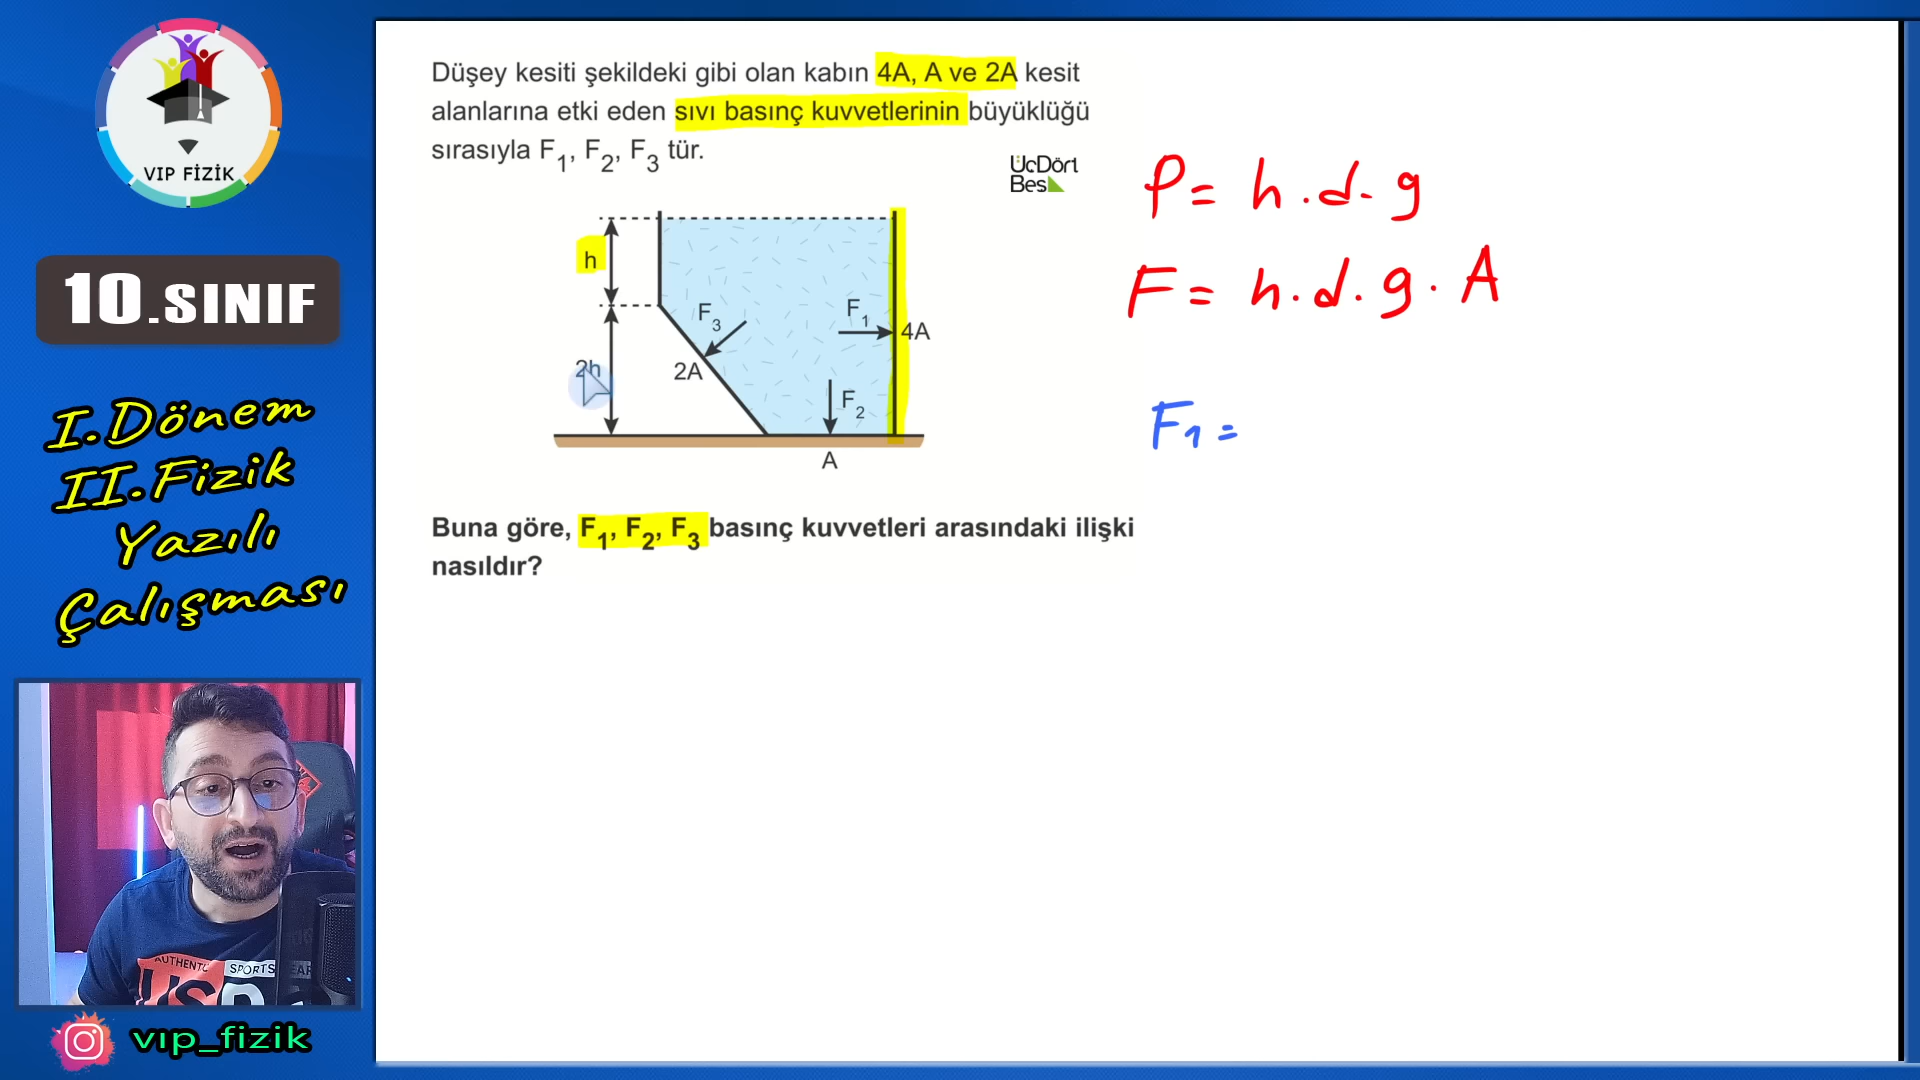 VIP FİZİK
10.SINIF
I.Dönem
II.Fizik
Yazılı
Çalışması
AUTHENTC
SPORTS
vıp_fizik
Düşey kesiti şekildeki gibi olan kabın 4A, A ve 2A kesit
alanlarına etki eden sıvı basınç kuvvetlerinin büyüklüğü
sırasıyla F1, F2, F3 tür.
ÜçDört
Beş
h
2h
F3
2A
F1
4A
F2
A
Buna göre, F1, F2, F3 basınç kuvvetleri arasındaki ilişki
nasıldır?
P = h.d.g
F = h.d.g.A
F1 =